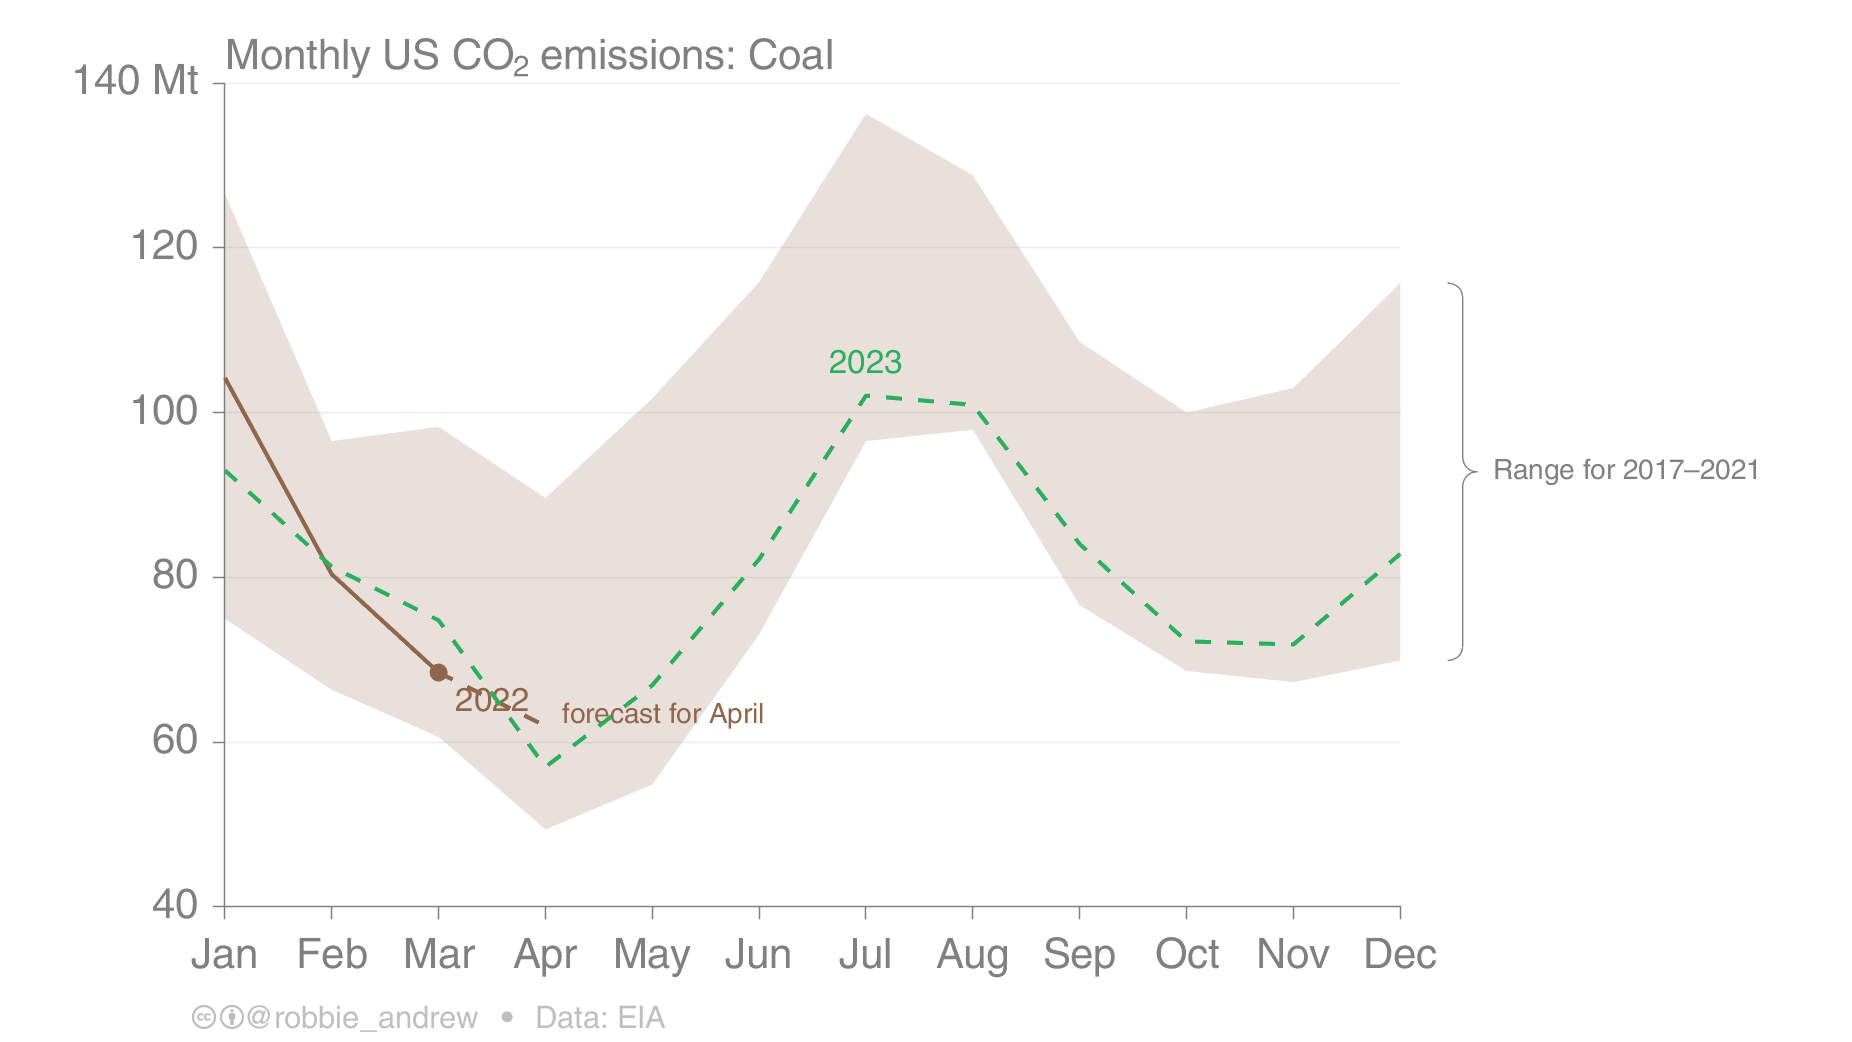 Monthly US CO₂ emissions: Coal
140 Mt
120
100
80
60
40
2023
2022
forecast for April
Range for 2017–2021
Jan Feb Mar Apr May Jun Jul Aug Sep Oct Nov Dec
cc @robbie_andrew • Data: EIA